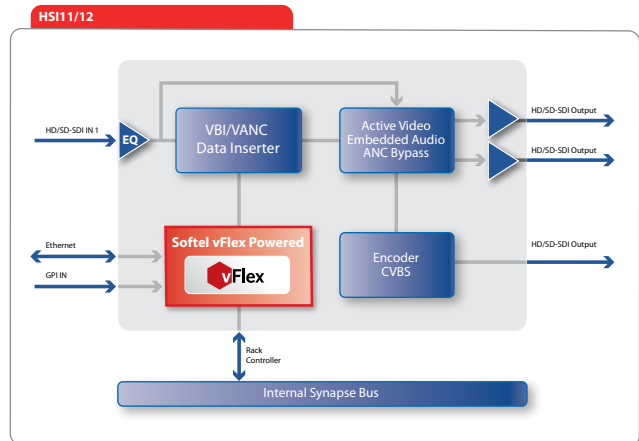 HSI11/12
HD/SD-SDI IN 1
EQ
VBI/VANC
Data Inserter
Active Video
Embedded Audio
ANC Bypass
HD/SD-SDI Output
HD/SD-SDI Output
Ethernet
GPI IN
Softel vFlex Powered
vFlex
Encoder
CVBS
HD/SD-SDI Output
Rack
Controller
Internal Synapse Bus